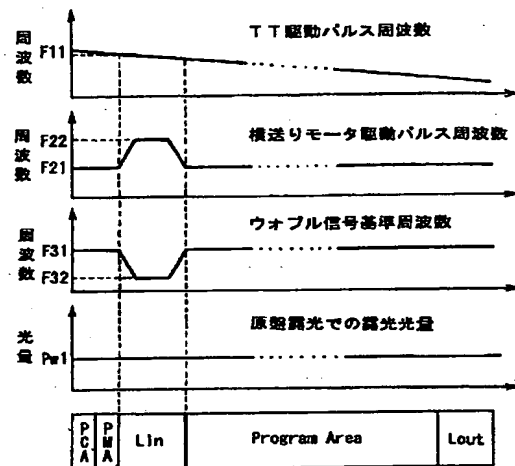 周波数
F11
TT駆動パルス周波数
周波数
F22
F21
横送りモータ駆動パルス周波数
周波数
F31
F32
ウォブル信号基準周波数
光量
Pw1
原盤露光での露光光量
PCA
PMA
Lin
Program Area
Lout